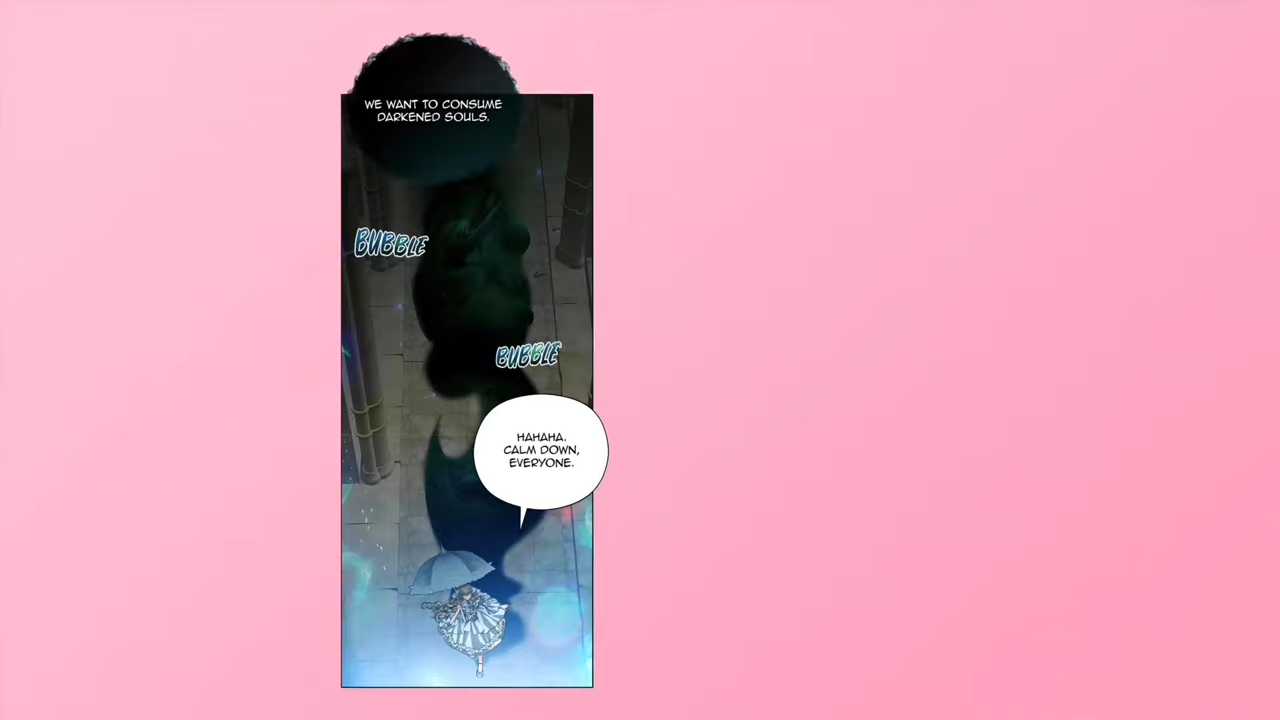 WE WANT TO CONSUME
DARKENED SOULS.
BUBBLE
BUBBLE
HAHAHA.
CALM DOWN,
EVERYONE.